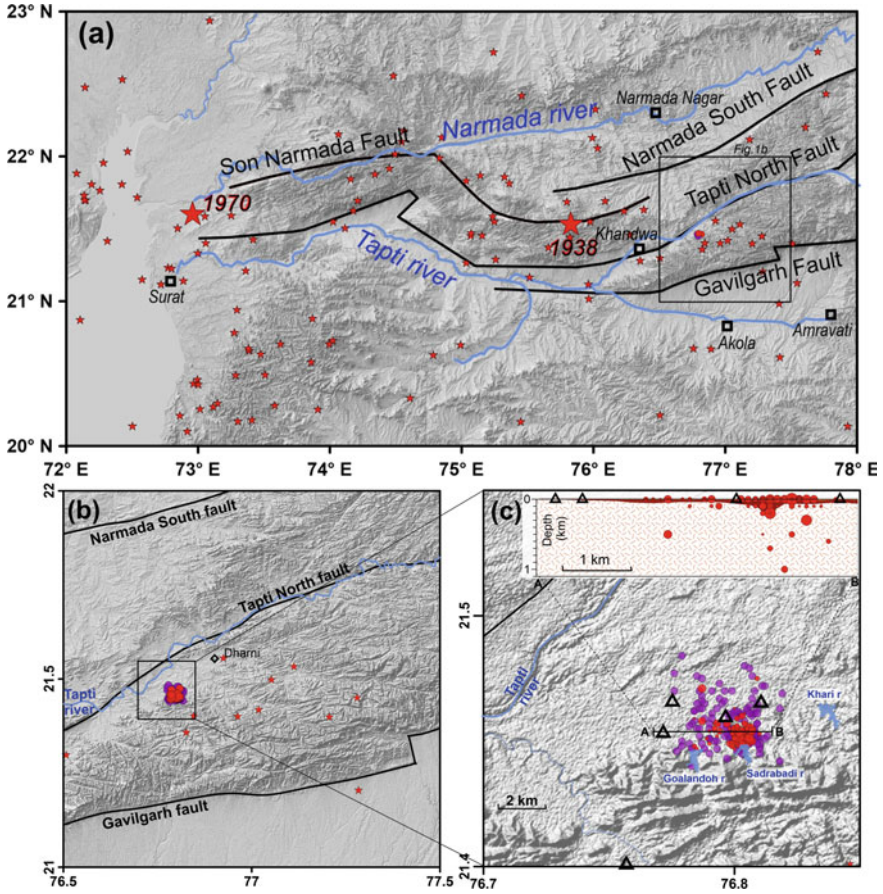 23° N
(a)
Narmada Nagar
Narmada river
Narmada South Fault
22° N
Son Narmada Fault
Fig.1b
Tapti North Fault
1970
1938
Khandwa
Tapti river
Gavilgarh Fault
Surat
21° N
Akola
Amravati
20° N
72 E
73 E
74 E
75 E
76 E
77 E
78 E
22
(b)
Narmada South fault
Tapti North fault
Dharni
21.5
Tapti
river
Gavilgarh fault
21
76.5
77
77.5
(c)
0
Depth
(km)
1
1 km
A
B
21.5
Tapti
river
Khari r
A
B
Goalandoh r
Sadrabadi r
2 km
21.4
76.7
76.8